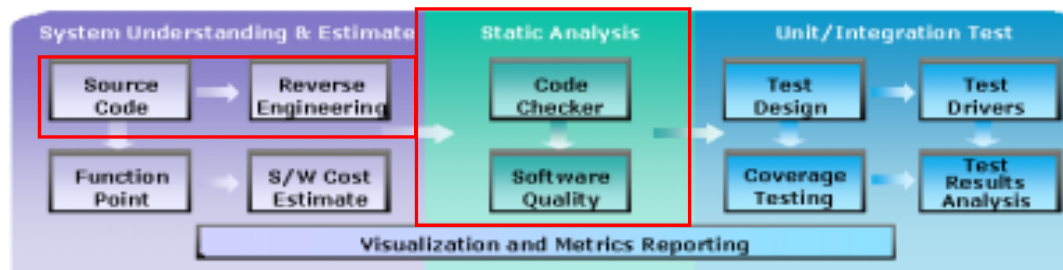 System Understanding & Estimate
Static Analysis
Unit/Integration Test
Source
Code
Reverse
Engineering
Code
Checker
Test
Design
Test
Drivers
Function
Point
S/W Cost
Estimate
Software
Quality
Coverage
Testing
Test
Results
Analysis
Visualization and Metrics Reporting